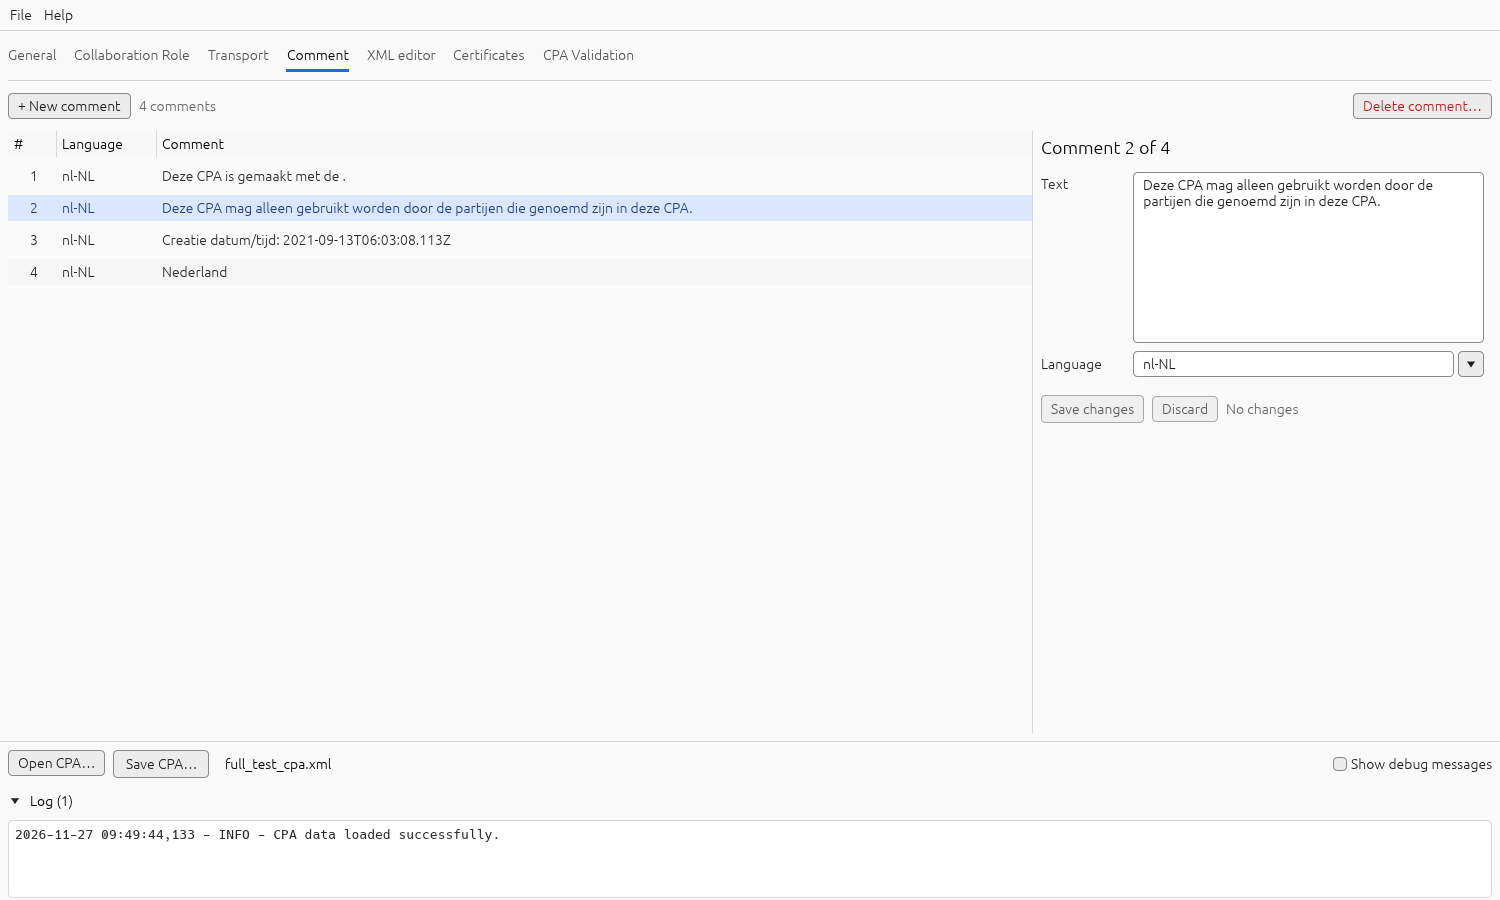 File Help
General Collaboration Role Transport Comment XML editor Certificates CPA Validation
+ New comment 4 comments Delete comment...
# Language Comment
1 nl-NL Deze CPA is gemaakt met de .
2 nl-NL Deze CPA mag alleen gebruikt worden door de partijen die genoemd zijn in deze CPA.
3 nl-NL Creatie datum/tijd: 2021-09-13T06:03:08.113Z
4 nl-NL Nederland
Comment 2 of 4
Text Deze CPA mag alleen gebruikt worden door de
partijen die genoemd zijn in deze CPA.
Language nl-NL
Save changes Discard No changes
Open CPA... Save CPA... full_test_cpa.xml Show debug messages
Log (1)
2026-11-27 09:49:44,133 - INFO - CPA data loaded successfully.